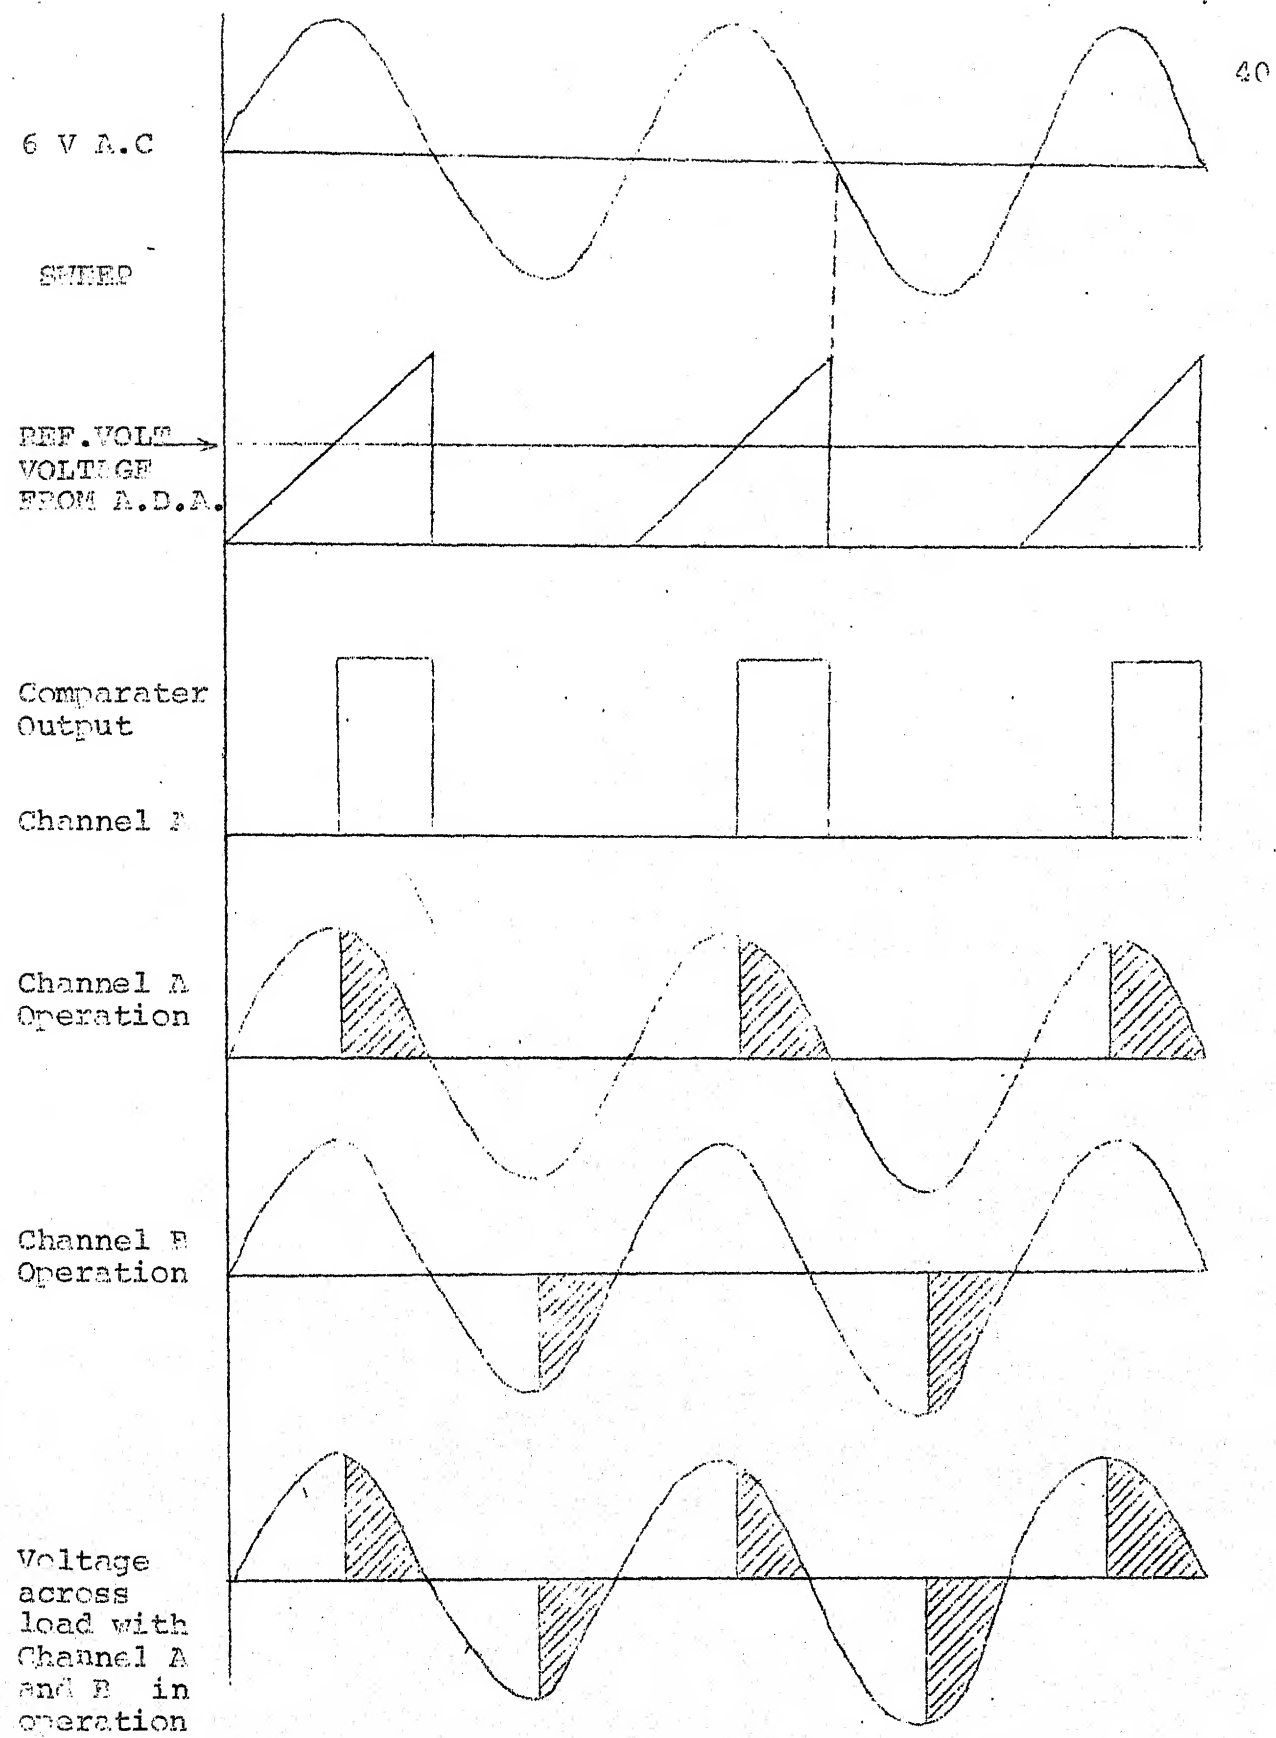 40
6 V A.C
SWEEP
REF.VOLT
VOLTAGE
FROM A.D.A.
Comparater
Output
Channel A
Channel A
Operation
Channel B
Operation
Voltage
across
load with
Channel A
and B in
operation